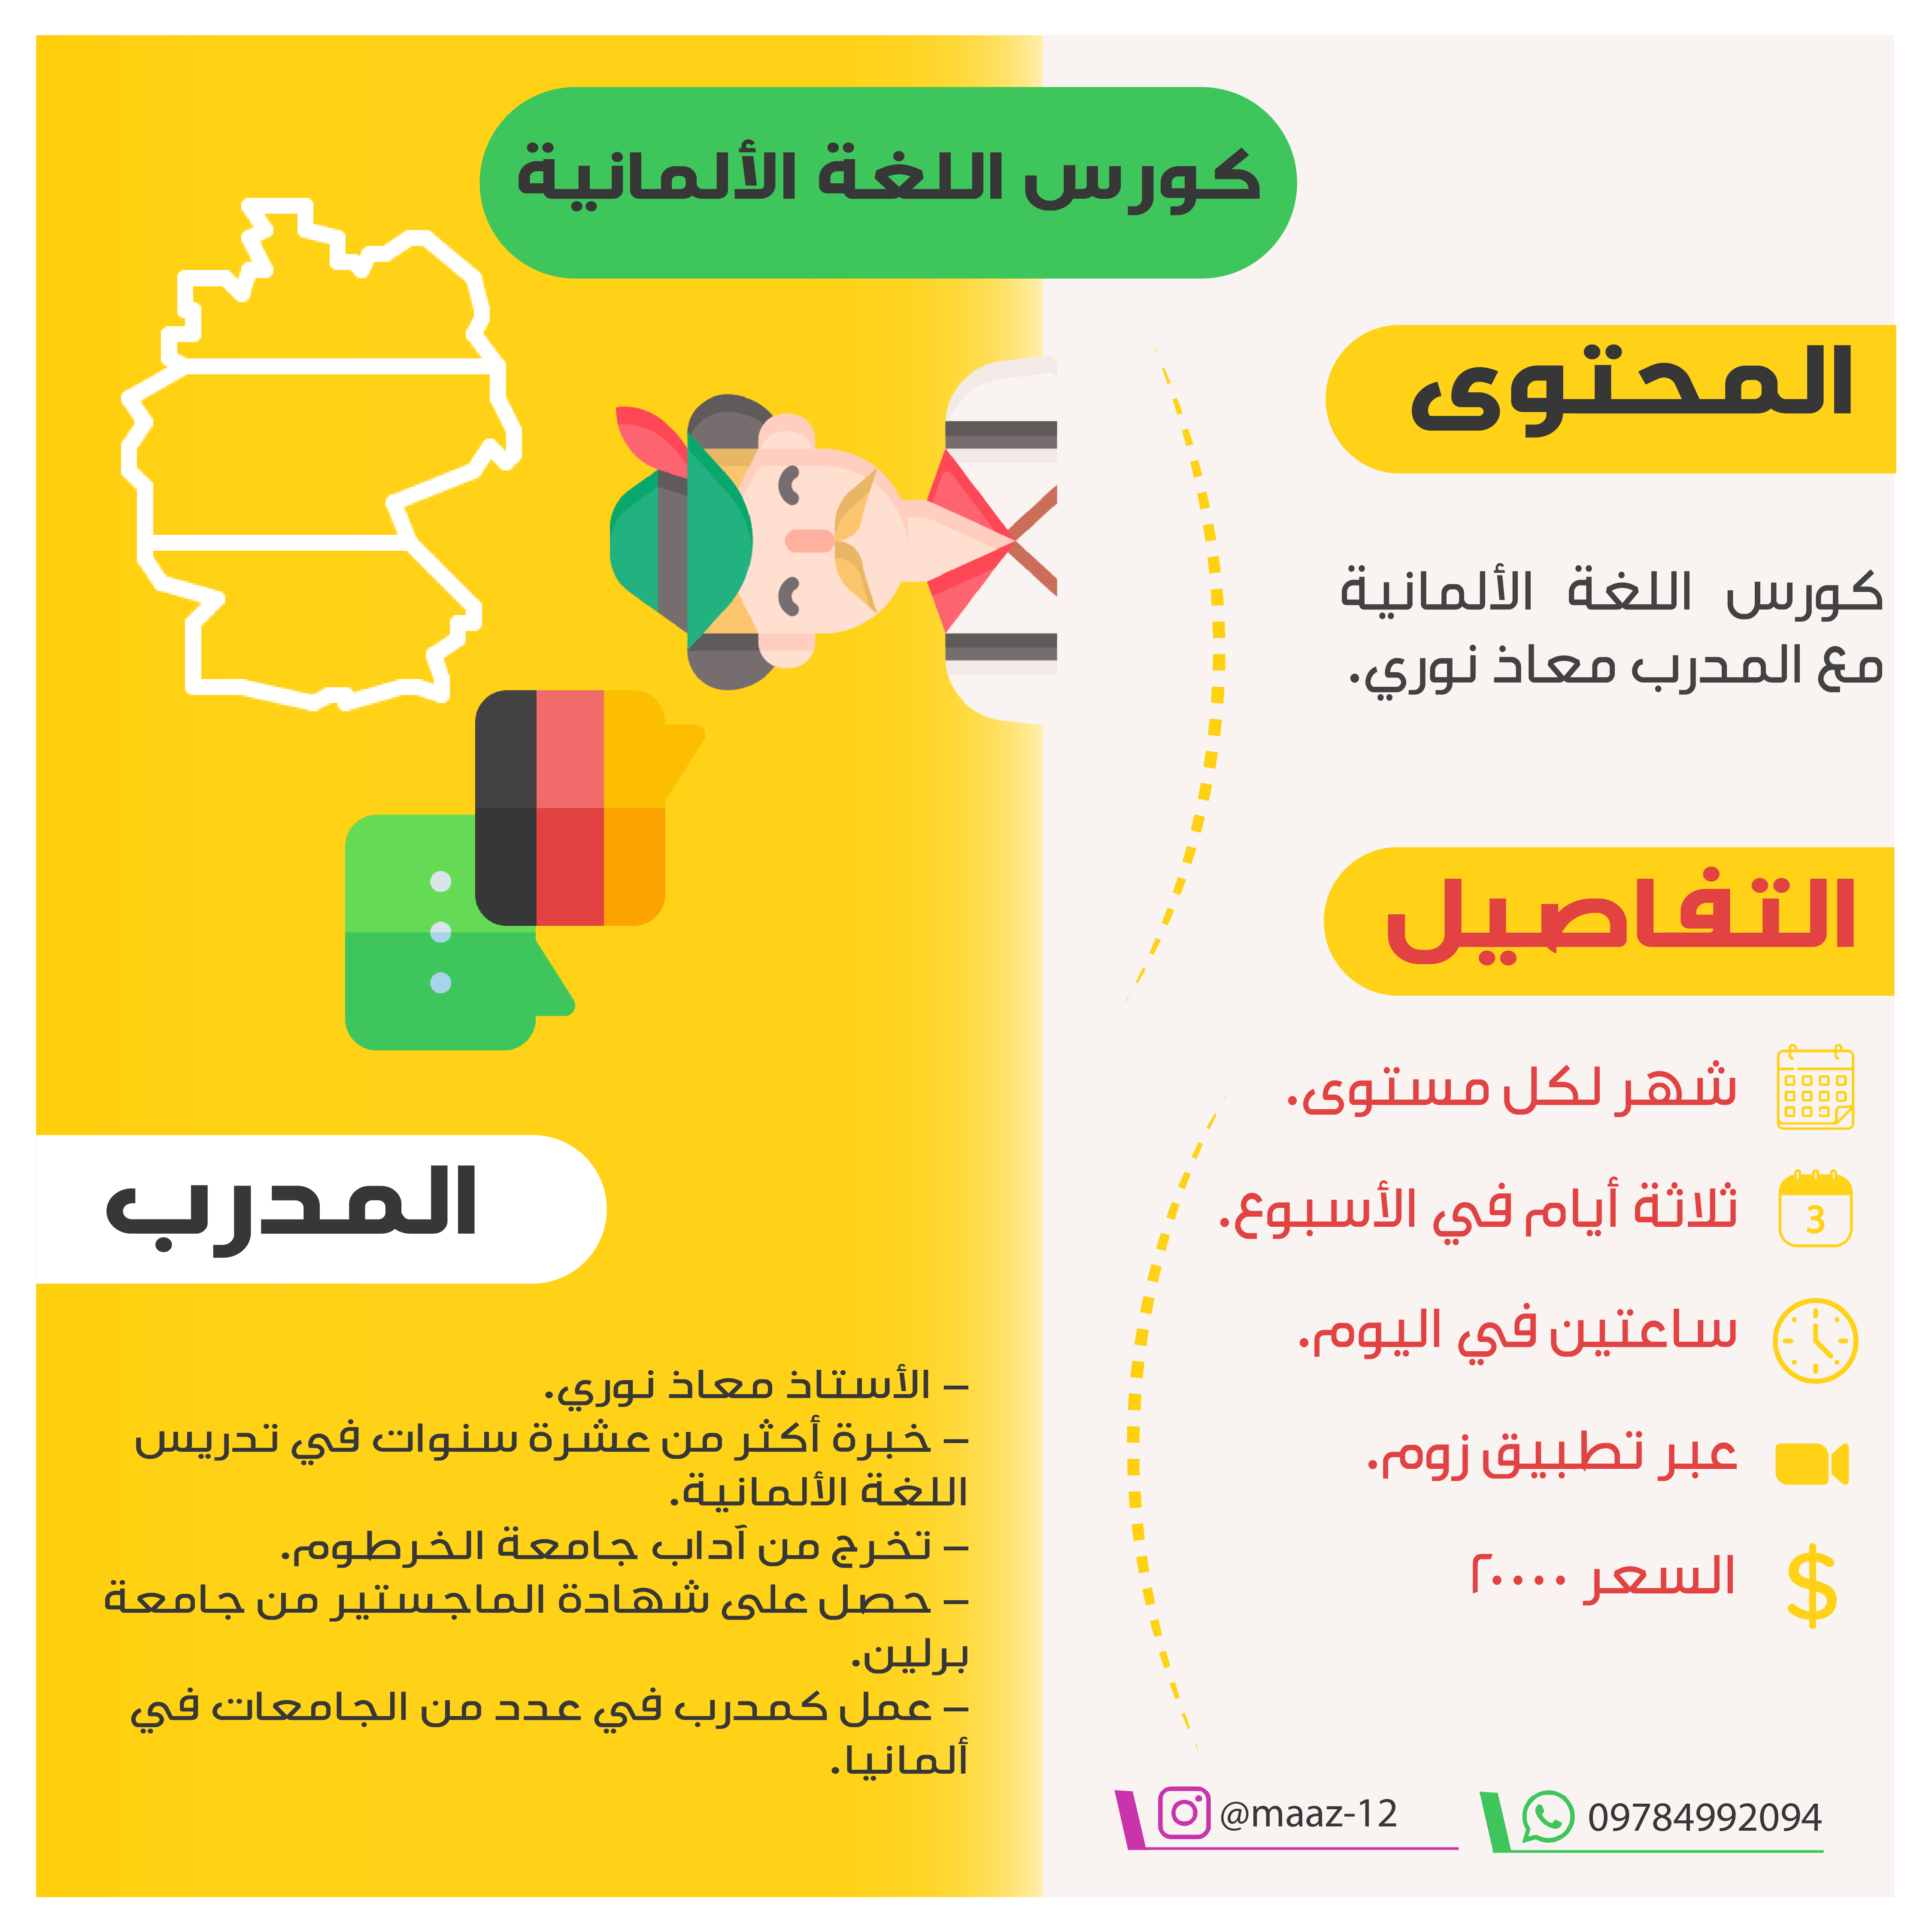 كورس اللغة الألمانية
المحتوى
كورس اللغة الألمانية
مع المدرب معاذ نوري.
التفاصيل
شهر لكل مستوى.
3
ثلاثة أيام في الأسبوع.
ساعتين في اليوم.
عبر تطبيق زوم.
$
السعر ٢٠٠٠٠
المدرب
– الأستاذ معاذ نوري.
– خبرة أكثر من عشرة سنوات في تدريس
اللغة الألمانية.
– تخرج من آداب جامعة الخرطوم.
– حصل على شهادة الماجستير من جامعة
برلين.
– عمل كمدرب في عدد من الجامعات في
ألمانيا.
09784992094
@maaz-12